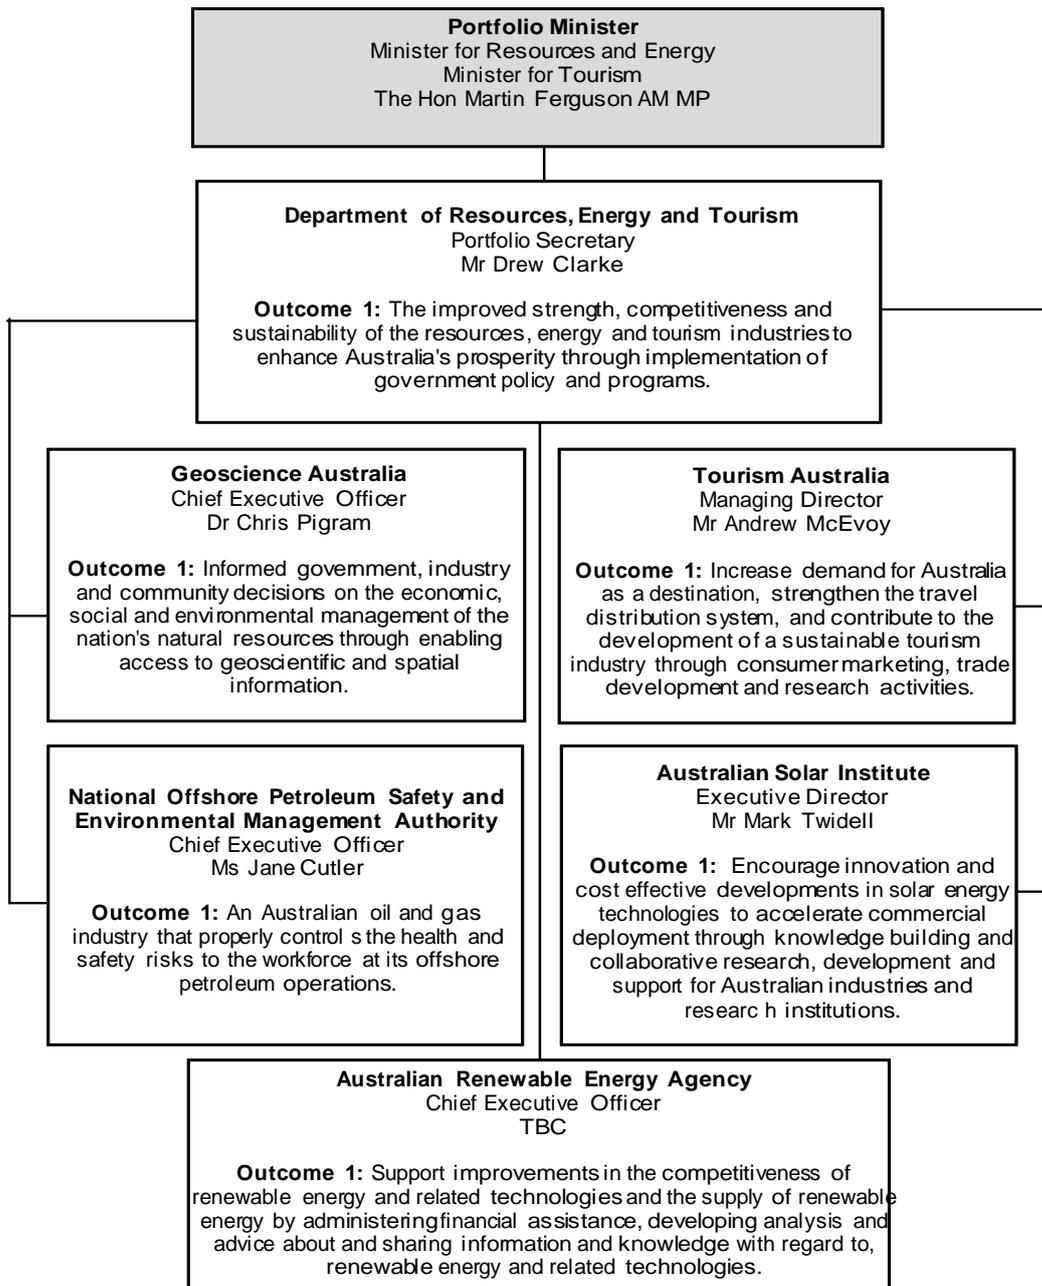 Portfolio Minister
Minister for Resources and Energy
Minister for Tourism
The Hon Martin Ferguson AM MP
Department of Resources, Energy and Tourism
Portfolio Secretary
Mr Drew Clarke
Outcome 1: The improved strength, competitiveness and
sustainability of the resources, energy and tourism industries to
enhance Australia's prosperity through implementation of
government policy and programs.
Geoscience Australia
Chief Executive Officer
Dr Chris Pigram
Outcome 1: Informed government, industry
and community decisions on the economic,
social and environmental management of the
nation's natural resources through enabling
access to geoscientific and spatial
information.
Tourism Australia
Managing Director
Mr Andrew McEvoy
Outcome 1: Increase demand for Australia
as a destination, strengthen the travel
distribution system, and contribute to the
development of a sustainable tourism
industry through consumer marketing, trade
development and research activities.
National Offshore Petroleum Safety and
Environmental Management Authority
Chief Executive Officer
Ms Jane Cutler
Outcome 1: An Australian oil and gas
industry that properly control s the health and
safety risks to the workforce at its offshore
petroleum operations.
Australian Solar Institute
Executive Director
Mr Mark Twidell
Outcome 1: Encourage innovation and
cost effective developments in solar energy
technologies to accelerate commercial
deployment through knowledge building and
collaborative research, development and
support for Australian industries and
researc h institutions.
Australian Renewable Energy Agency
Chief Executive Officer
TBC
Outcome 1: Support improvements in the competitiveness of
renewable energy and related technologies and the supply of renewable
energy by administering financial assistance, developing analysis and
advice about and sharing information and knowledge with regard to,
renewable energy and related technologies.